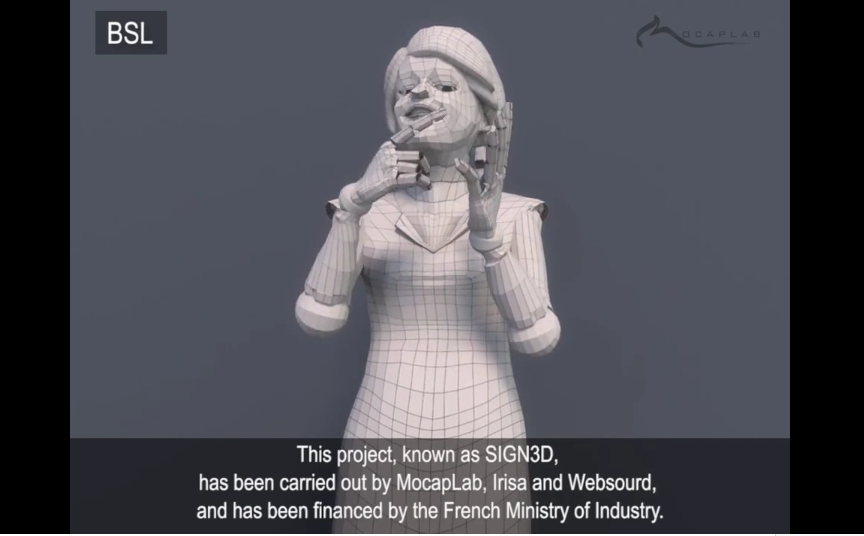 BSL
MOCAPLAB
This project, known as SIGN3D,
has been carried out by MocapLab, Irisa and Websourd,
and has been financed by the French Ministry of Industry.